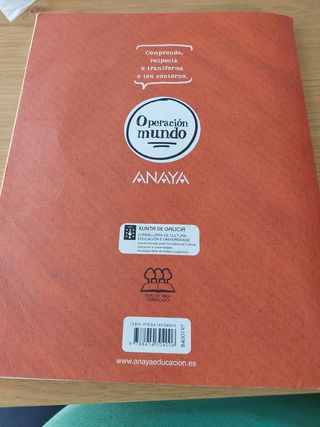 Comprende,
respecta
e transforma
o teu contorno.
Operación
mundo
ANAYA
XUNTA DE GALICIA
CONSELLERÍA DE CULTURA,
EDUCACIÓN E UNIVERSIDADE
www.anayaeducacion.es
8400197